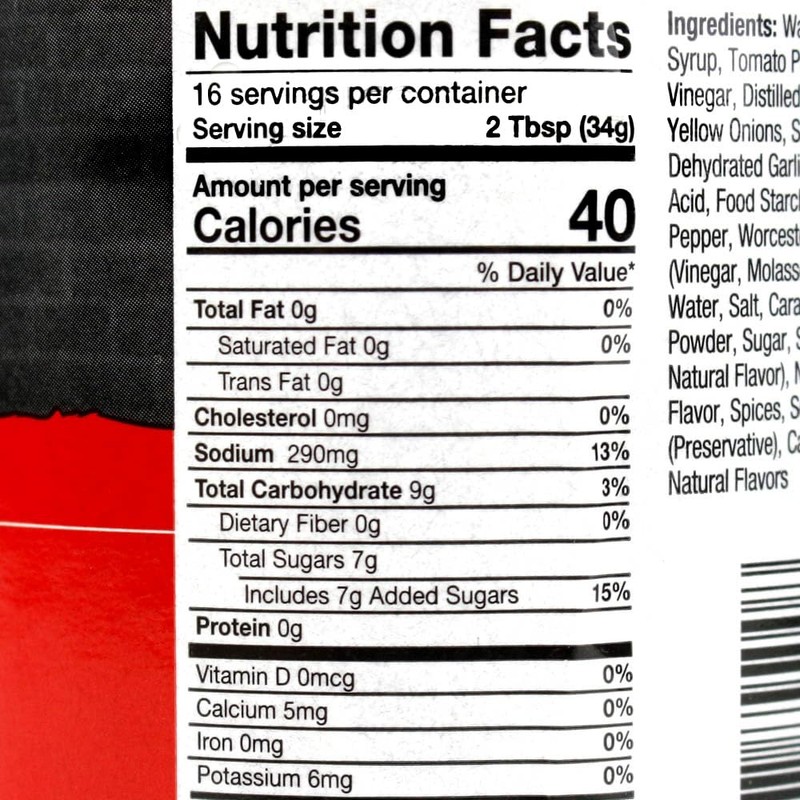 Nutrition Facts
16 servings per container
Serving size 2 Tbsp (34g)
Amount per serving
Calories 40
% Daily Value*
Total Fat 0g 0%
Saturated Fat 0g 0%
Trans Fat 0g
Cholesterol 0mg 0%
Sodium 290mg 13%
Total Carbohydrate 9g 3%
Dietary Fiber 0g 0%
Total Sugars 7g
Includes 7g Added Sugars 15%
Protein 0g
Vitamin D 0mcg 0%
Calcium 5mg 0%
Iron 0mg 0%
Potassium 6mg 0%
Ingredients:
Syrup, Tomato
Vinegar, Distilled
Yellow Onions,
Dehydrated
Acid, Food
Pepper,
(Vinegar,
Water, Salt,
Powder, Sugar,
Natural Flavor),
Flavor, Spices,
(Preservative),
Natural Flavors